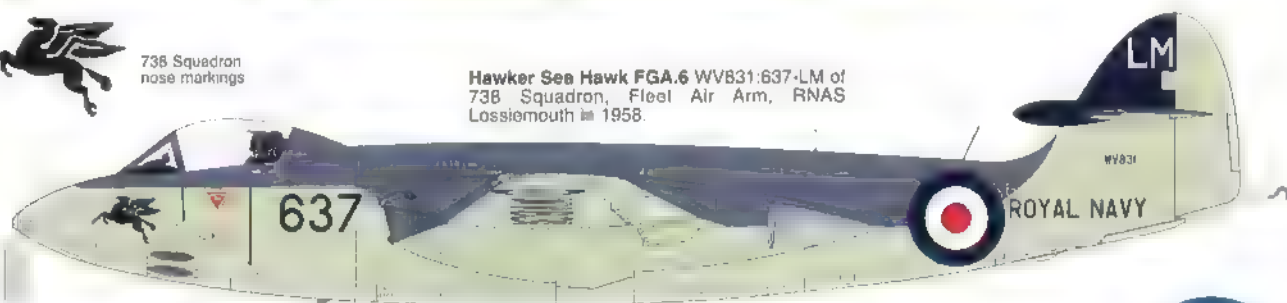 738 Squadron
nose markings
Hawker Sea Hawk FGA.6 WV831:637-LM of
738 Squadron, Fleet Air Arm, RNAS
Lossiemouth in 1958.
LM
WV831
637
ROYAL NAVY